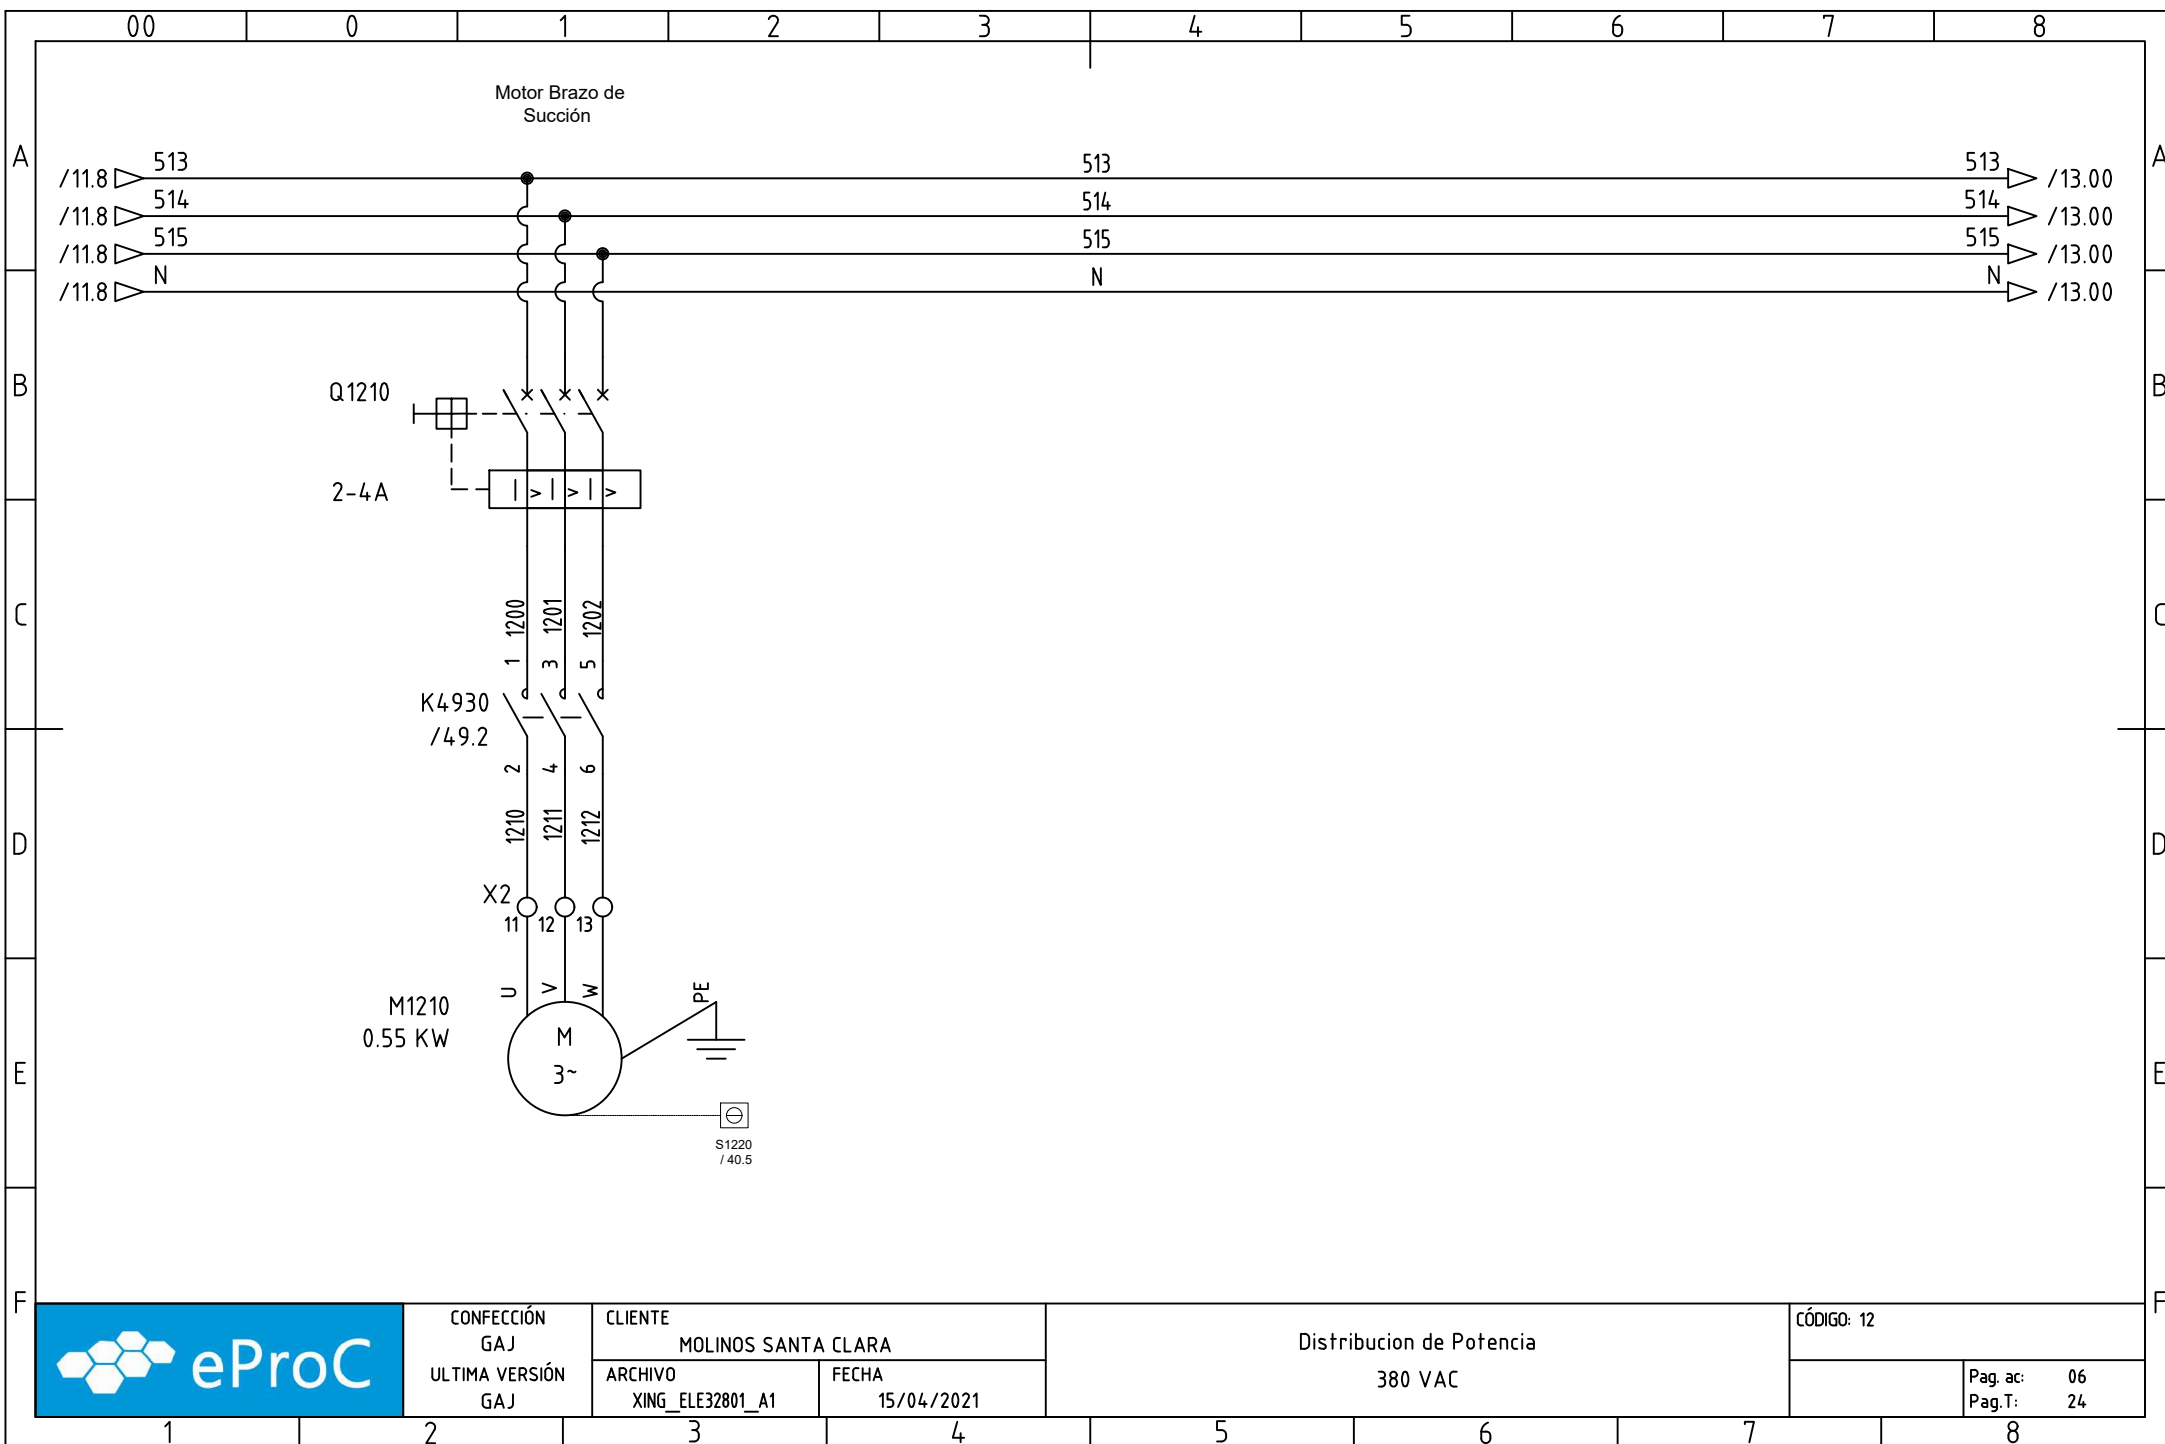 00 0 1 2 3 4 5 6 7 8
Motor Brazo de
Succión
A A
513 513 513
/11.8 /13.00
514 514 514
/11.8 /13.00
515 515 515
/11.8 /13.00
N N N
/11.8 /13.00
B B
Q1210
2-4A
I > I > I >
C C
1200 1201 1202
1 3 5
K4930
/49.2
2 4 6
1210 1211 1212
D D
X2
11 12 13
U V W PE
M1210
0.55 KW
M
3~
E E
S1220
/ 40.5
F F
eProC
CONFECCIÓN
GAJ
ULTIMA VERSIÓN
GAJ
CLIENTE
MOLINOS SANTA CLARA
ARCHIVO
XING_ELE32801_A1
FECHA
15/04/2021
Distribucion de Potencia
380 VAC
CÓDIGO: 12
Pag. ac: 06
Pag.T: 24
1 2 3 4 5 6 7 8